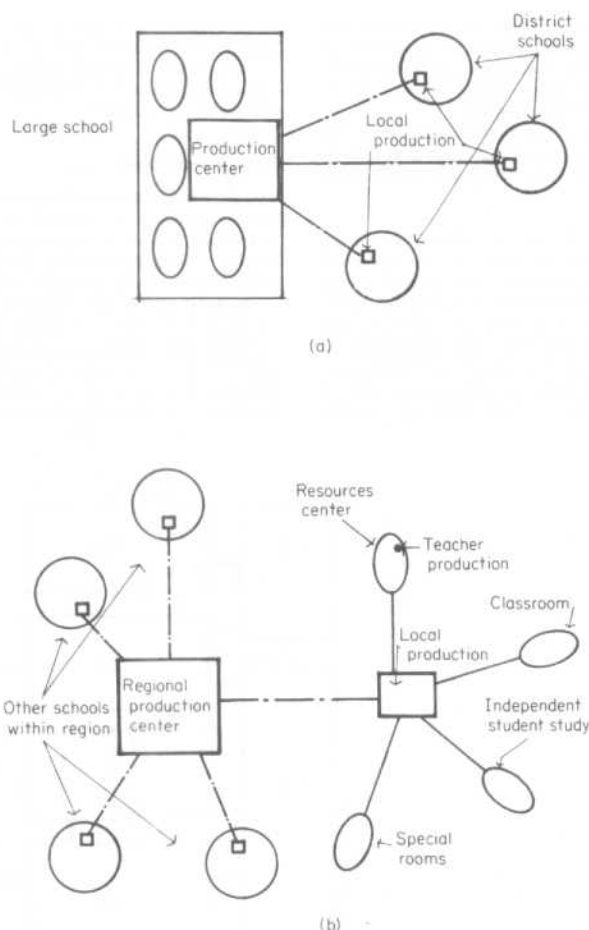 District
schools
Large school
Local
production
Production
center
(a)
Resources
center
Teacher
production
Classroom
Local
production
Regional
production
center
Other schools
within region
Independent
student study
Special
rooms
(b)